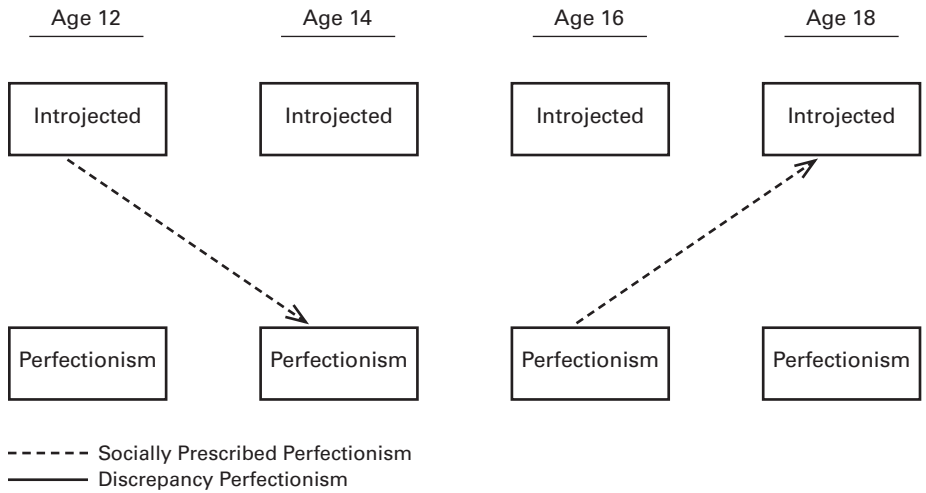 Age 12
Age 14
Age 16
Age 18
Introjected
Introjected
Introjected
Introjected
Perfectionism
Perfectionism
Perfectionism
Perfectionism
Socially Prescribed Perfectionism
Discrepancy Perfectionism